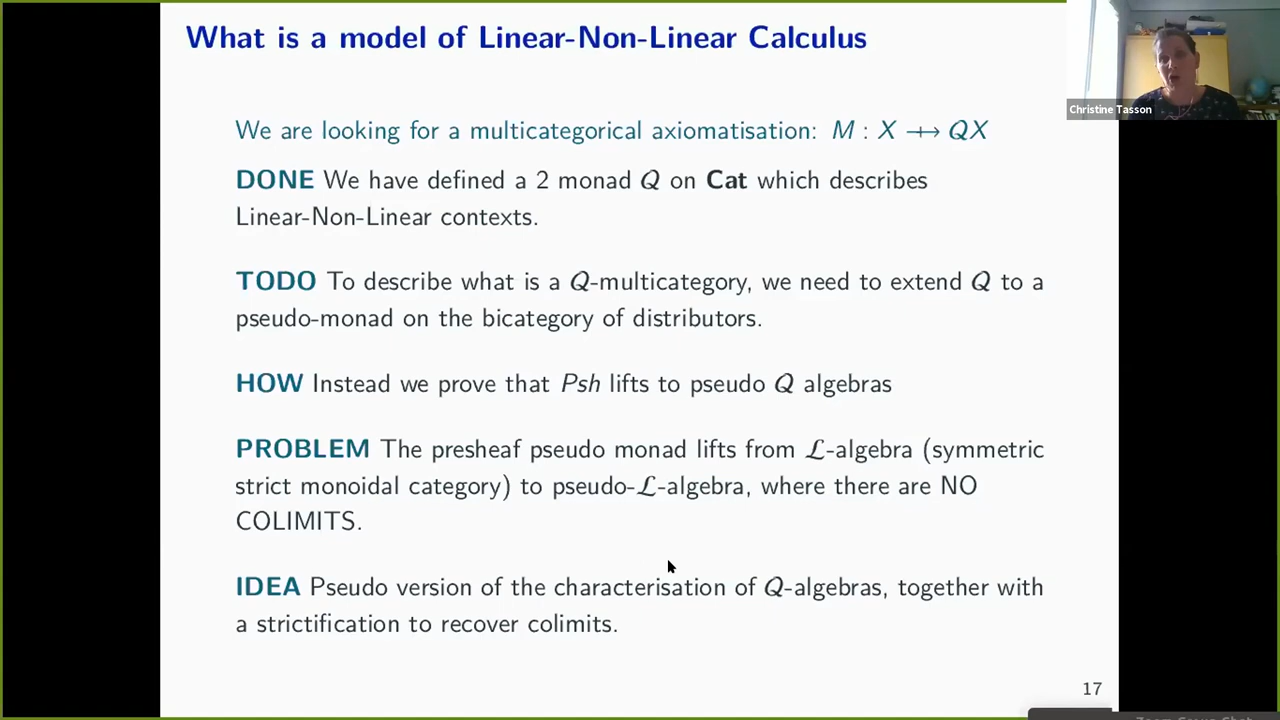 What is a model of Linear-Non-Linear Calculus
Christine Tasson
We are looking for a multicategorical axiomatisation: M : X ⇸ QX
DONE We have defined a 2 monad Q on Cat which describes
Linear-Non-Linear contexts.
TODO To describe what is a Q-multicategory, we need to extend Q to a
pseudo-monad on the bicategory of distributors.
HOW Instead we prove that Psh lifts to pseudo Q algebras
PROBLEM The presheaf pseudo monad lifts from ℒ-algebra (symmetric
strict monoidal category) to pseudo-ℒ-algebra, where there are NO
COLIMITS.
IDEA Pseudo version of the characterisation of Q-algebras, together with
a strictification to recover colimits.
17